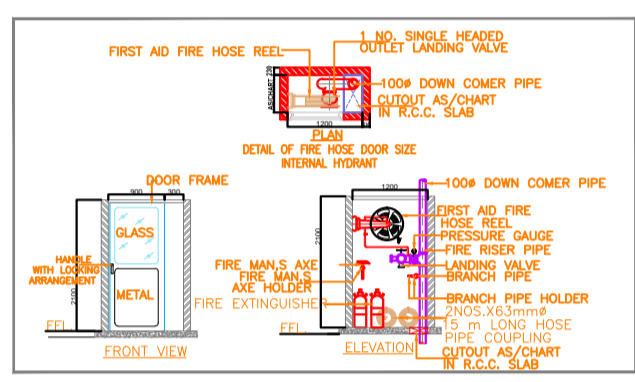 1 NO. SINGLE HEADED
OUTLET LANDING VALVE
FIRST AID FIRE HOSE REEL
230
AS/CHART
100ø DOWN COMER PIPE
CUTOUT AS/CHART
IN R.C.C. SLAB
1200
PLAN
DETAIL OF FIRE HOSE DOOR SIZE
INTERNAL HYDRANT
DOOR FRAME
900
300
GLASS
2100
HANDLE
WITH LOCKING
ARRANGEMENT
METAL
FFL
FRONT VIEW
1200
100ø DOWN COMER PIPE
2100
FIRST AID FIRE
HOSE REEL
PRESSURE GAUGE
FIRE RISER PIPE
LANDING VALVE
BRANCH PIPE
FIRE MAN,S AXE
FIRE MAN,S
AXE HOLDER
FIRE EXTINGUISHER
BRANCH PIPE HOLDER
2NOS.X63mmø
15 m LONG HOSE
PIPE COUPLING
FFL
CUTOUT AS/CHART
IN R.C.C. SLAB
ELEVATION